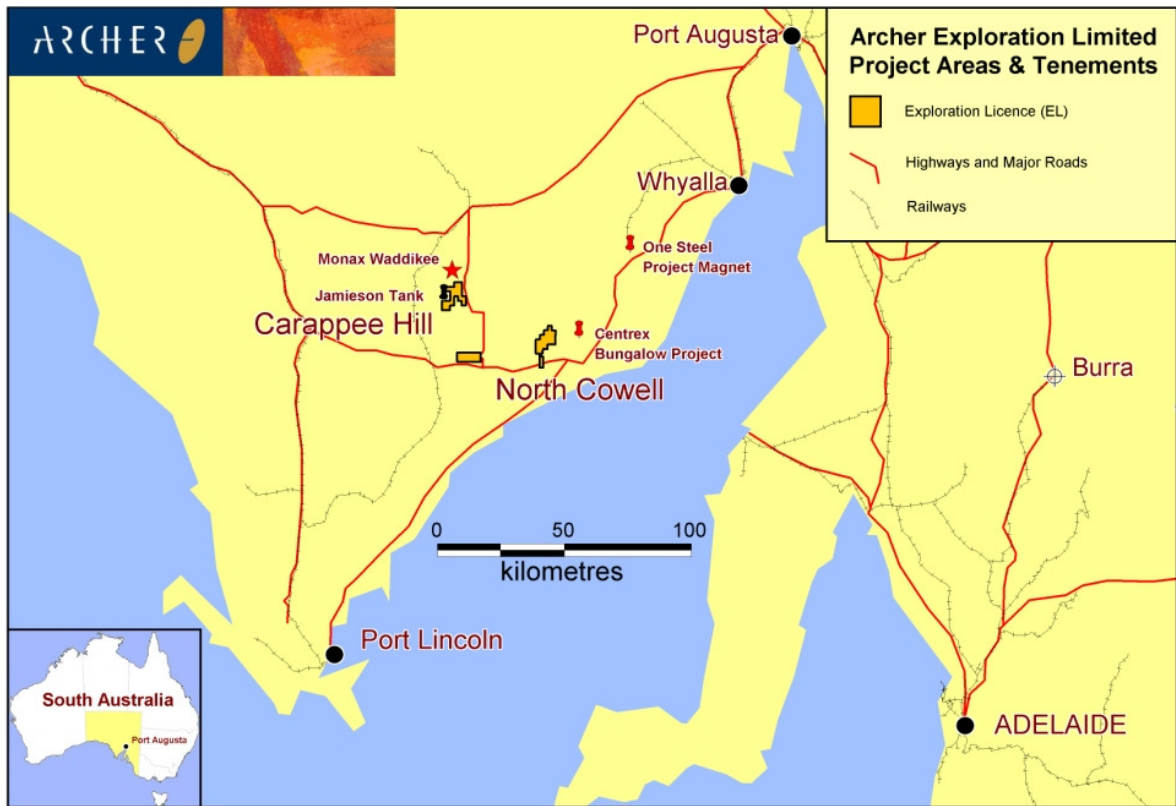 ARCHER
Port Augusta
Archer Exploration Limited
Project Areas & Tenements
Exploration Licence (EL)
Highways and Major Roads
Railways
Whyalla
One Steel
Project Magnet
Monax Waddikee
Jamieson Tank
Carappee Hill
Centrex
Bungalow Project
North Cowell
Burra
0 50 100
kilometres
Port Lincoln
South Australia
Port Augusta
ADELAIDE